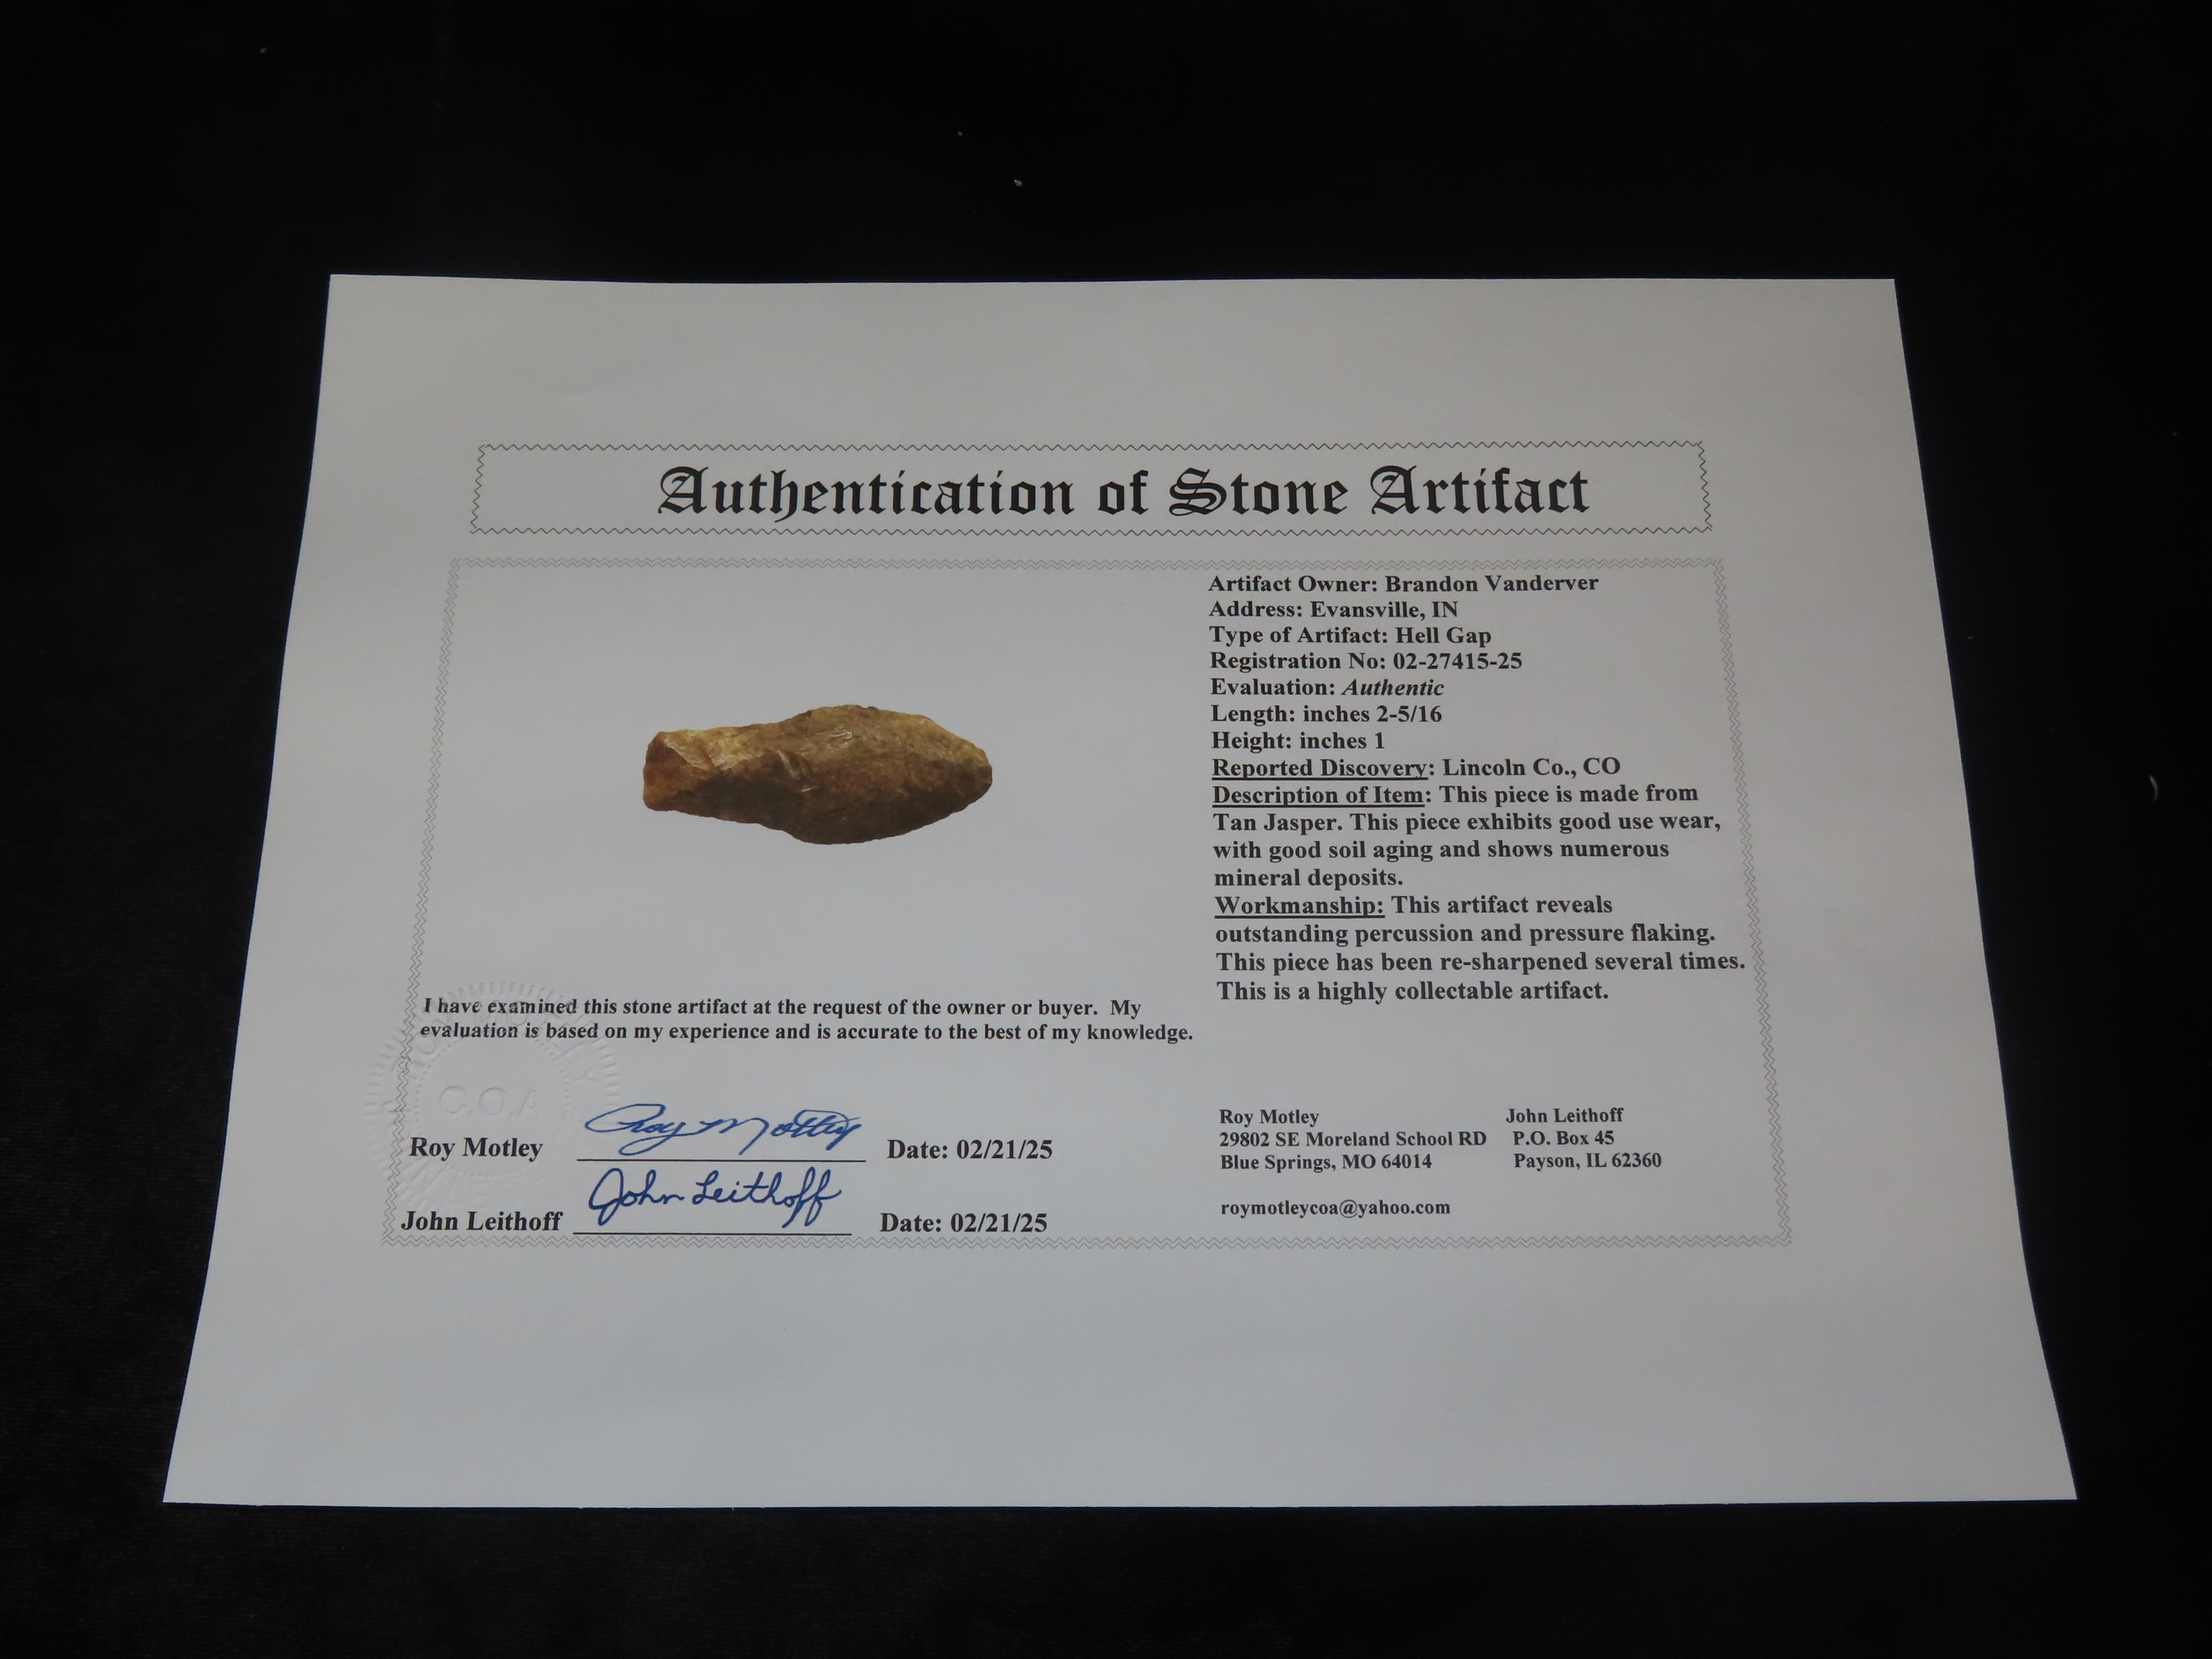 Authentication of Stone Artifact
Artifact Owner: Brandon Vanderver
Address: Evansville, IN
Type of Artifact: Hell Gap
Registration No: 02-27415-25
Evaluation: Authentic
Length: inches 2-5/16
Height: inches 1
Reported Discovery: Lincoln Co., CO
Description of Item: This piece is made from
Tan Jasper. This piece exhibits good use wear,
with good soil aging and shows numerous
mineral deposits.
Workmanship: This artifact reveals
outstanding percussion and pressure flaking.
This piece has been re-sharpened several times.
This is a highly collectable artifact.
I have examined this stone artifact at the request of the owner or buyer. My
evaluation is based on my experience and is accurate to the best of my knowledge.
C.O.A
Roy Motley Roy Motley Date: 02/21/25
John Leithoff John Leithoff Date: 02/21/25
Roy Motley John Leithoff
29802 SE Moreland School RD P.O. Box 45
Blue Springs, MO 64014 Payson, IL 62360
roymotleycoa@yahoo.com